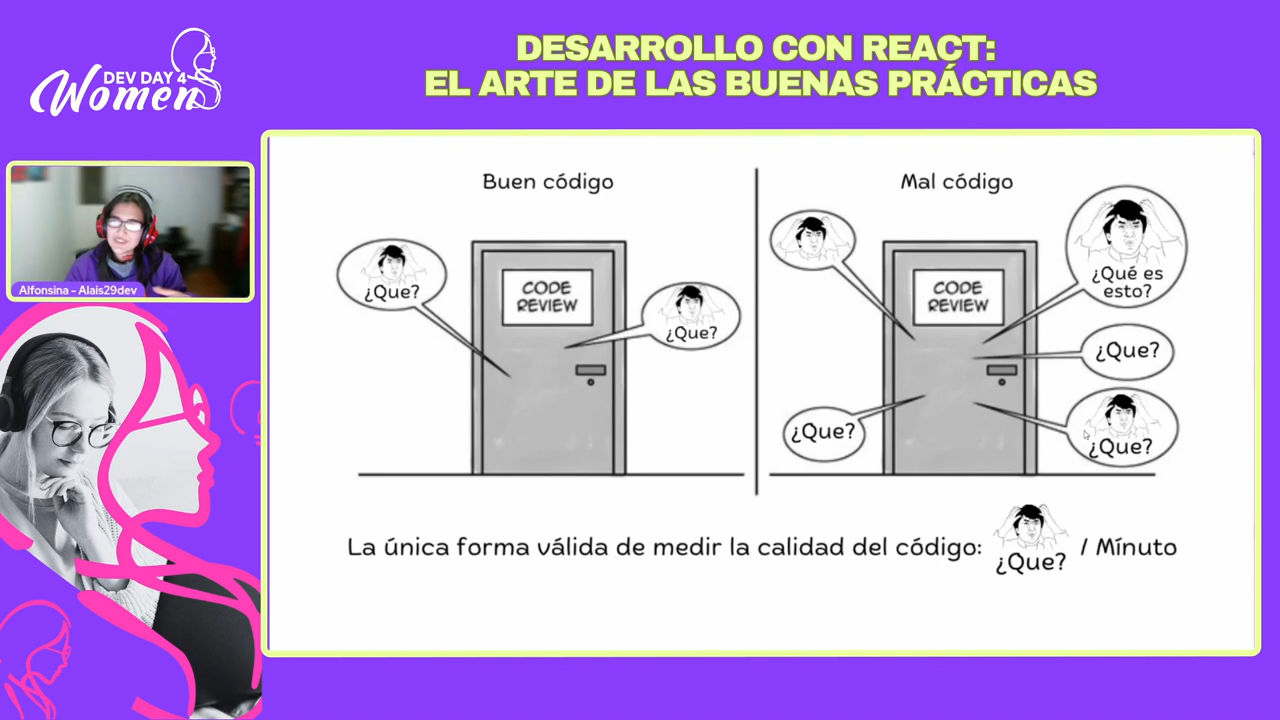 DEV DAY 4
Women
DESARROLLO CON REACT:
EL ARTE DE LAS BUENAS PRÁCTICAS
Alfonsina - Alais29dev
Buen código
¿Que?
CODE
REVIEW
¿Que?
Mal código
CODE
REVIEW
¿Qué es
esto?
¿Que?
¿Que?
¿Que?
La única forma válida de medir la calidad del código:
¿Que?
/ Mínuto